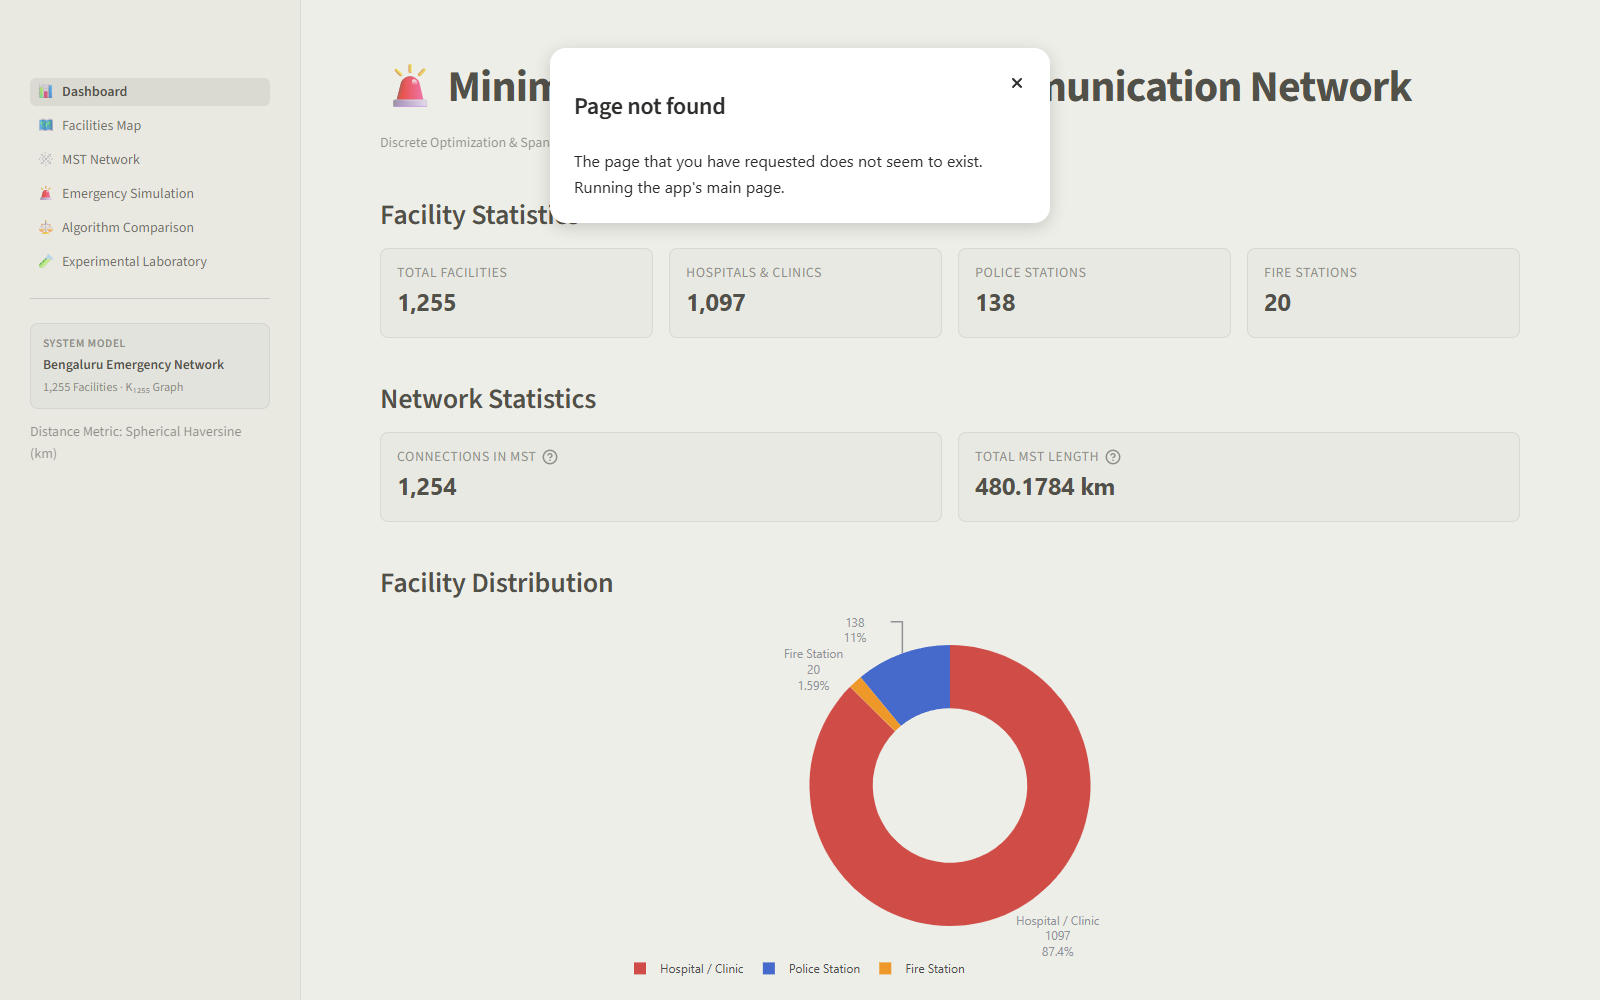 Dashboard
Facilities Map
MST Network
Emergency Simulation
Algorithm Comparison
Experimental Laboratory
SYSTEM MODEL
Bengaluru Emergency Network
1,255 Facilities · K₁₂₅₅ Graph
Distance Metric: Spherical Haversine
(km)
Page not found
The page that you have requested does not seem to exist.
Running the app's main page.
Communication Network
Discrete Optimization &
Facility Statistics
TOTAL FACILITIES
1,255
HOSPITALS & CLINICS
1,097
POLICE STATIONS
138
FIRE STATIONS
20
Network Statistics
CONNECTIONS IN MST
1,254
TOTAL MST LENGTH
480.1784 km
Facility Distribution
138
11%
Fire Station
20
1.59%
Hospital / Clinic
1097
87.4%
Hospital / Clinic
Police Station
Fire Station